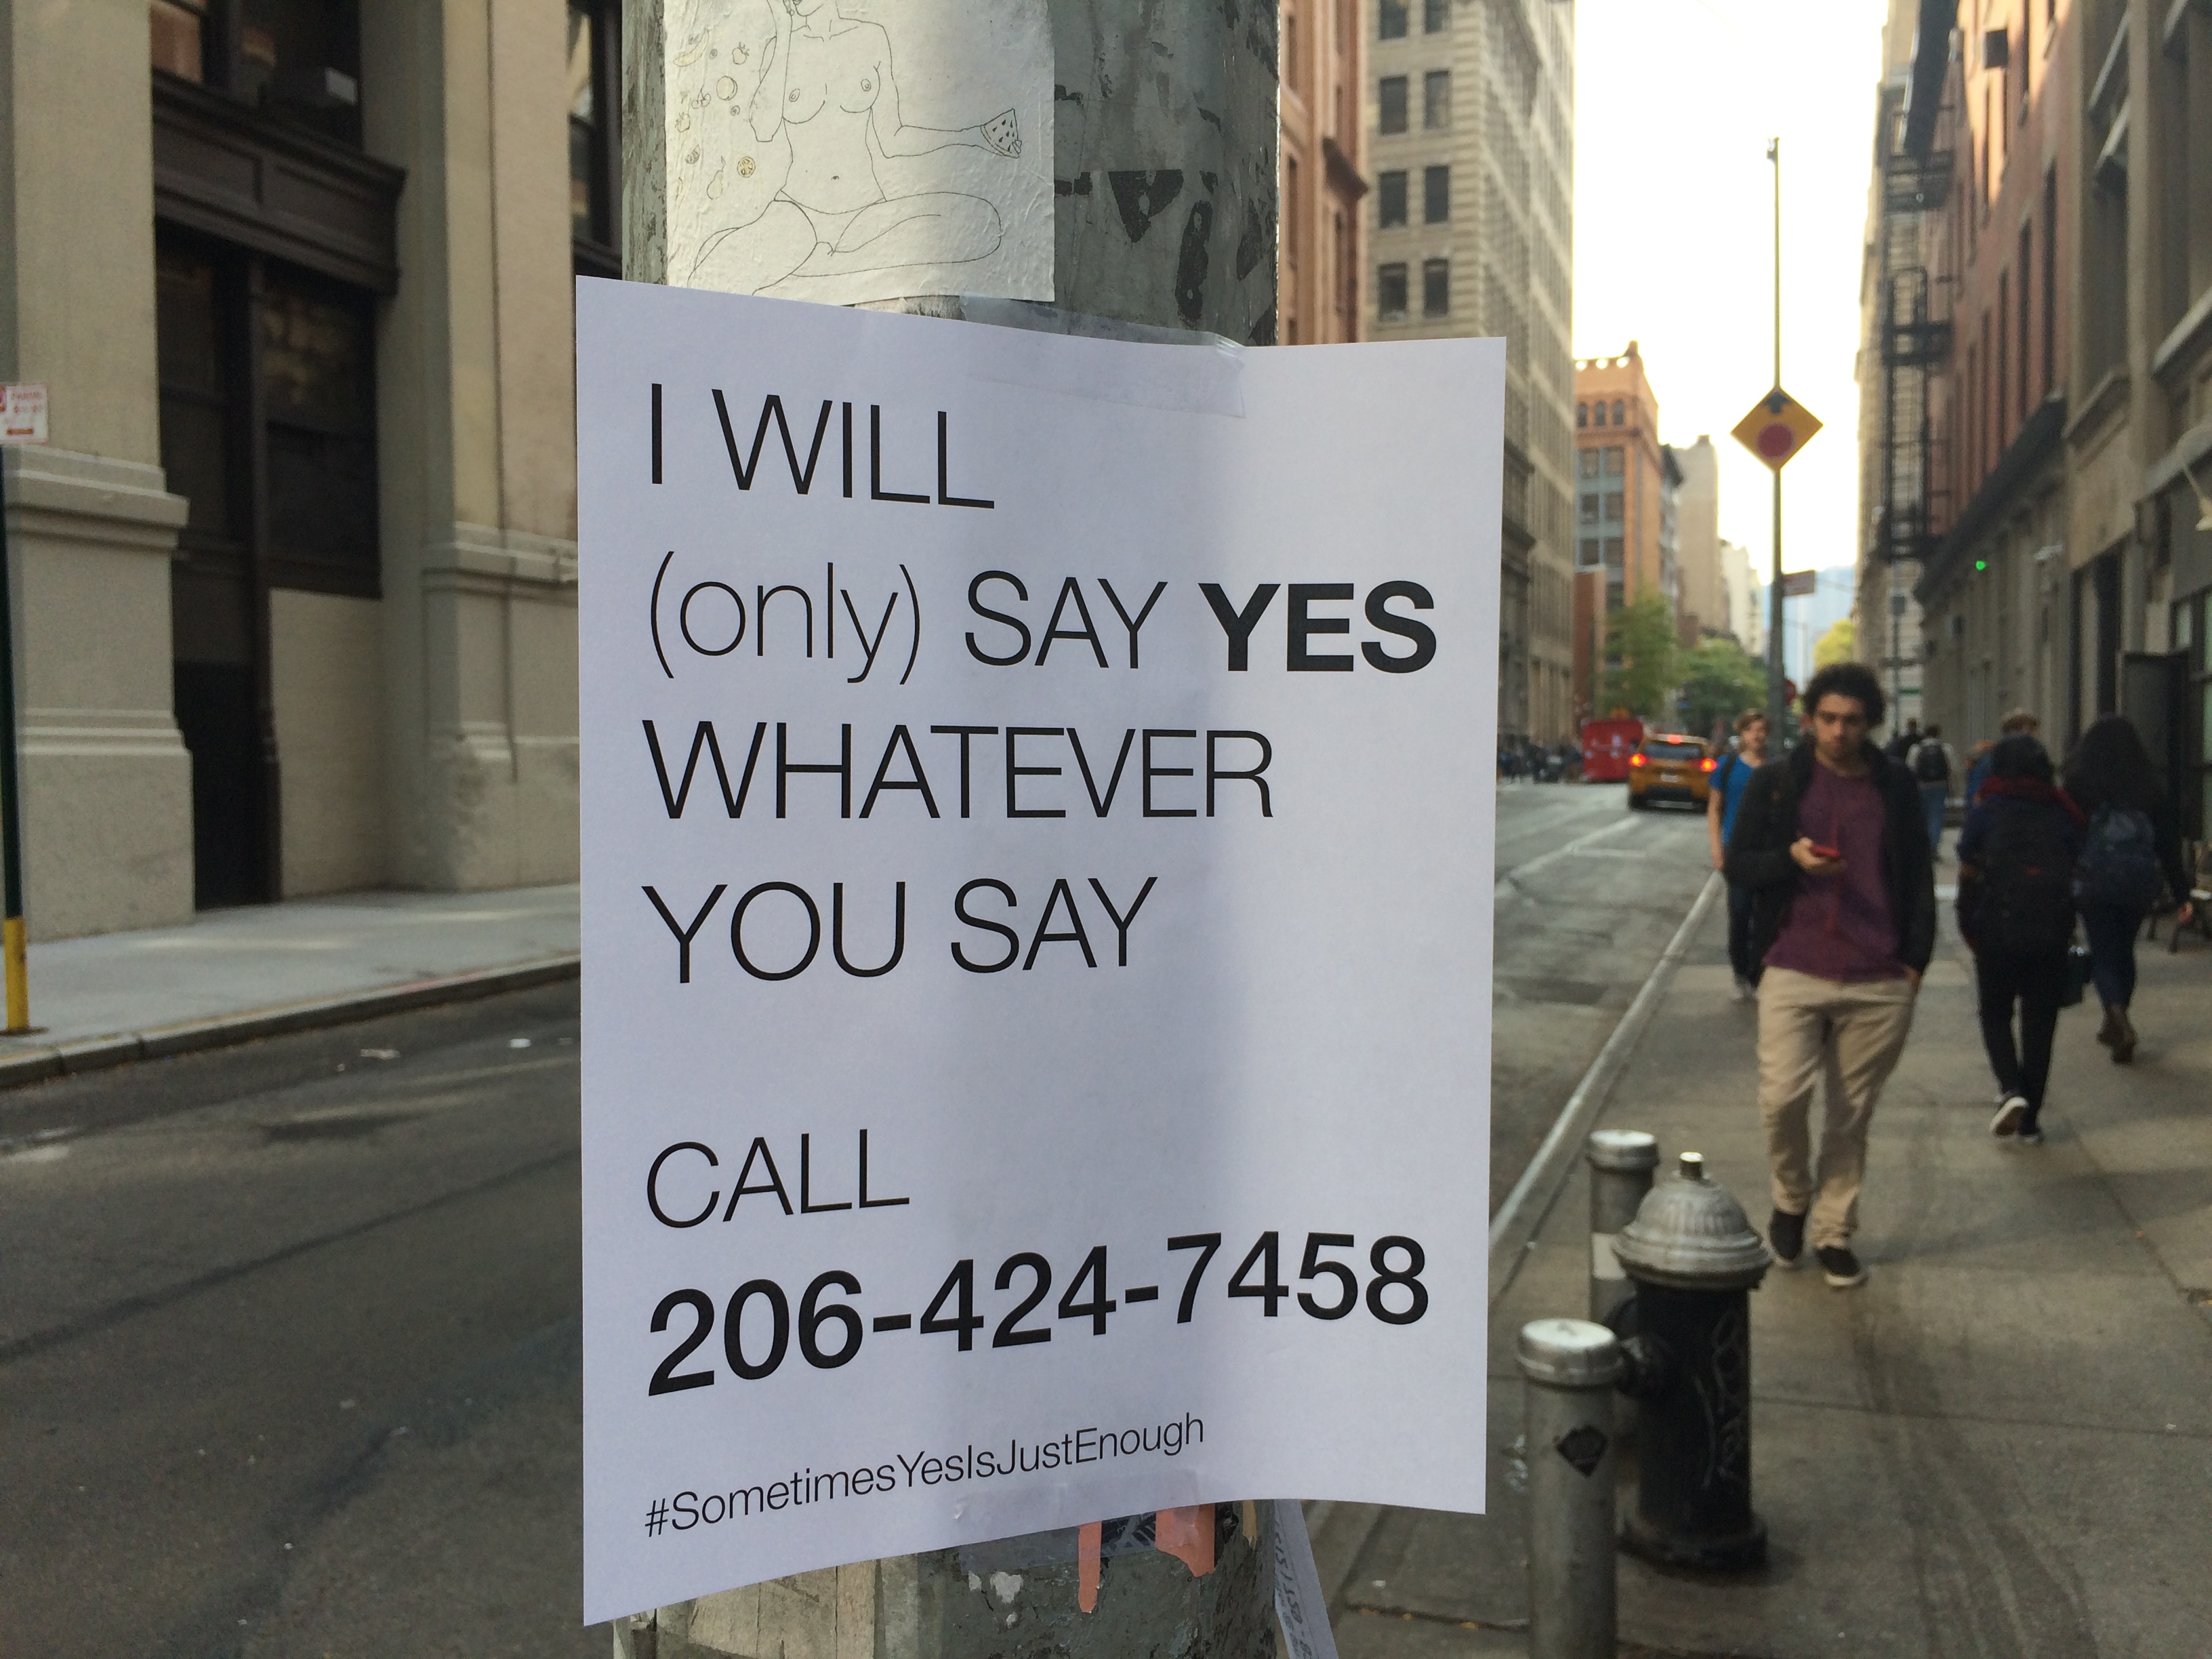 I WILL
(only) SAY YES
WHATEVER
YOU SAY
CALL
206-424-7458
#SometimesYesIsJustEnough